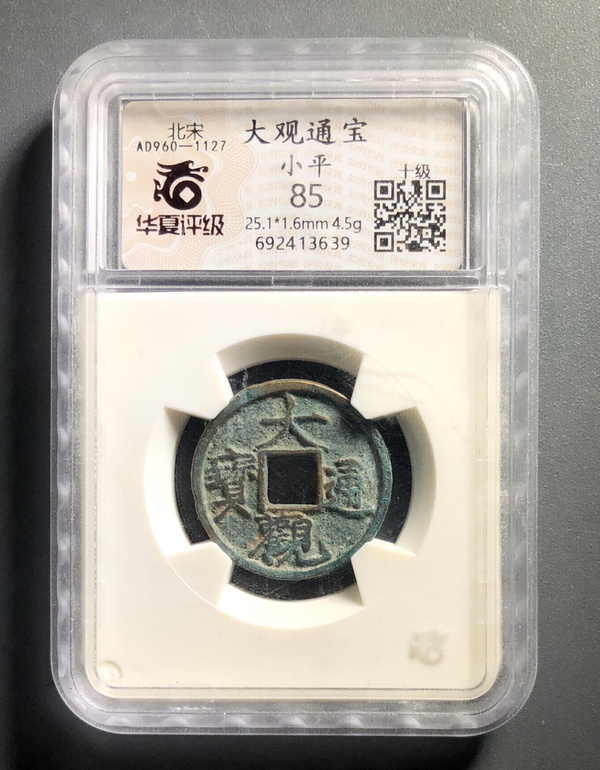 北宋
AD960—1127
华夏评级
大观通宝
小平
85
25.1*1.6mm 4.5g
692413639
十级
大觀通寳